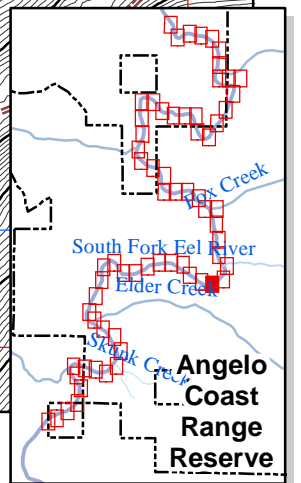 Fox Creek
South Fork Eel River
Elder Creek
Skunk Creek
Angelo
Coast
Range
Reserve